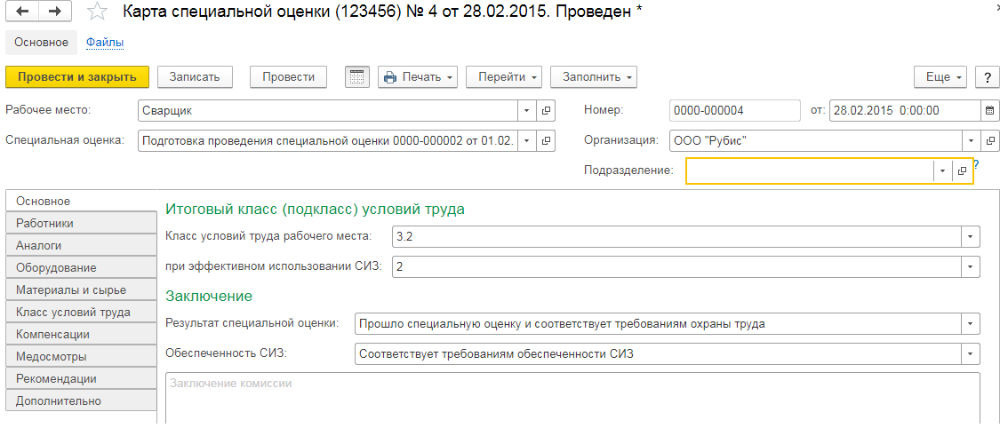 Карта специальной оценки (123456) № 4 от 28.02.2015. Проведен *
Основное Файлы
Провести и закрыть Записать Провести Печать Перейти Заполнить Еще ?
Рабочее место: Сварщик Номер: 0000-000004 от: 28.02.2015 0:00:00
Специальная оценка: Подготовка проведения специальной оценки 0000-000002 от 01.02. Организация: ООО "Рубис"
Подразделение: ?
Основное
Работники
Аналоги
Оборудование
Материалы и сырье
Класс условий труда
Компенсации
Медосмотры
Рекомендации
Дополнительно
Итоговый класс (подкласс) условий труда
Класс условий труда рабочего места: 3.2
при эффективном использовании СИЗ: 2
Заключение
Результат специальной оценки: Прошло специальную оценку и соответствует требованиям охраны труда
Обеспеченность СИЗ: Соответствует требованиям обеспеченности СИЗ
Заключение комиссии